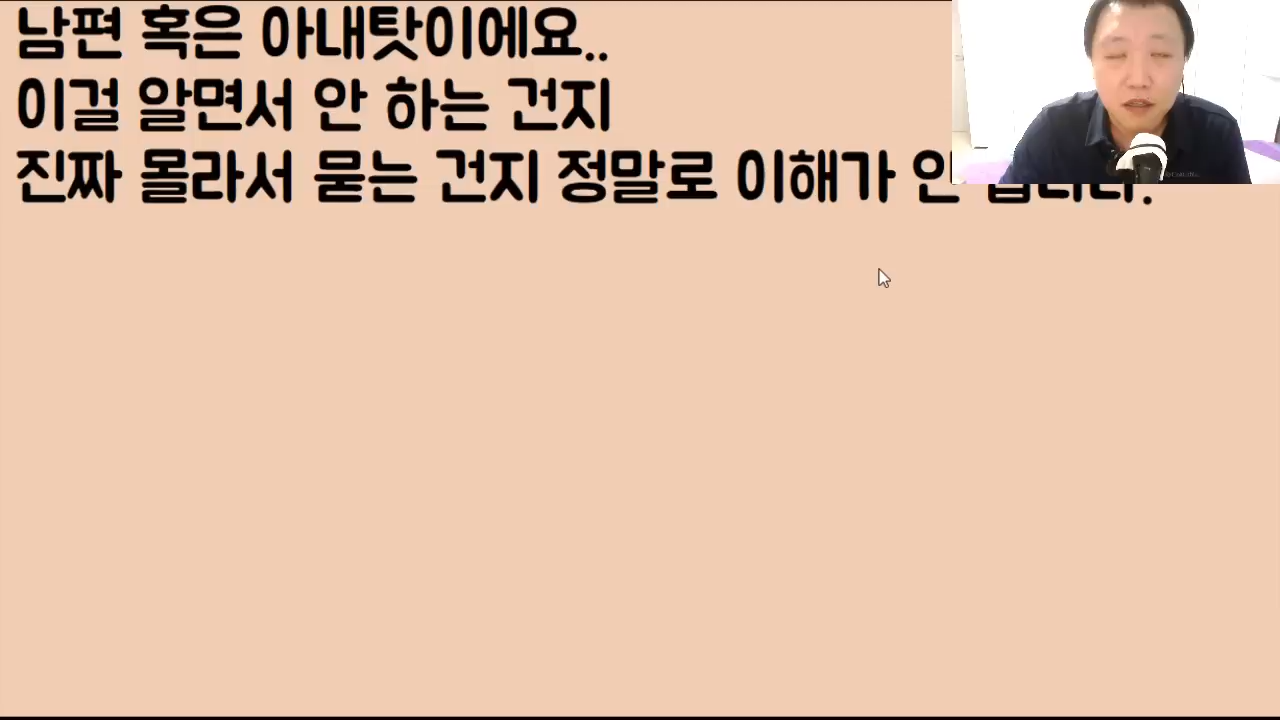 남편 혹은 아내탓이에요..
이걸 알면서 안 하는 건지
진짜 몰라서 묻는 건지 정말로 이해가 안